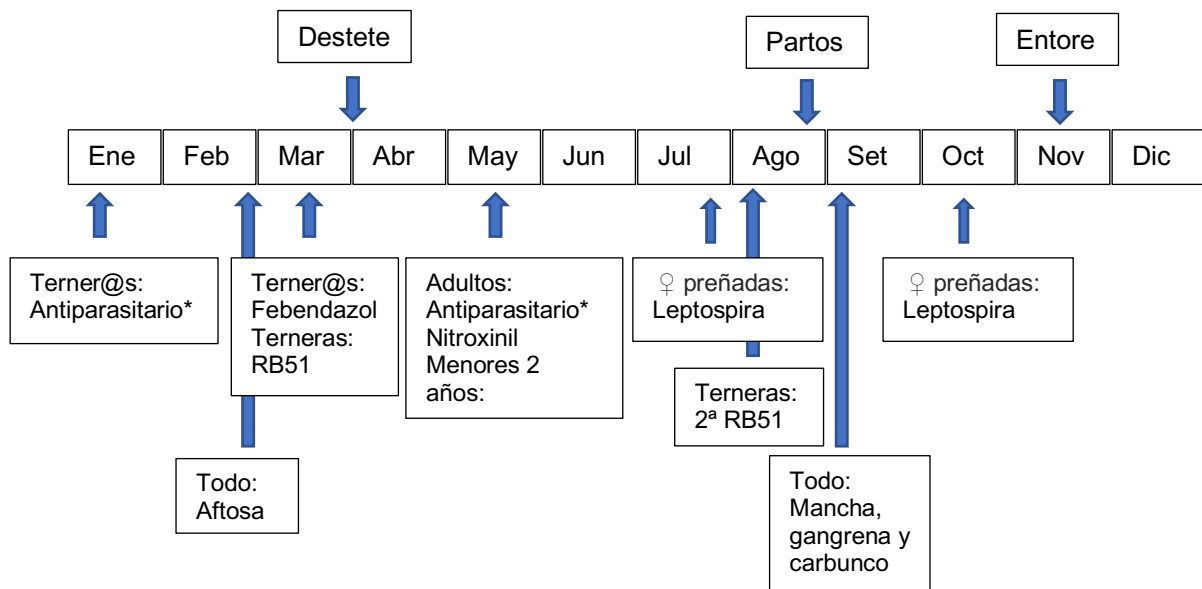 Destete
Partos
Entore
Ene Feb Mar Abr May Jun Jul Ago Set Oct Nov Dic
Terner@s:
Antiparasitario*
Terner@s:
Febendazol
Terneras:
RB51
Adultos:
Antiparasitario*
Nitroxinil
Menores 2
años:
♀ preñadas:
Leptospira
♀ preñadas:
Leptospira
Terneras:
2ª RB51
Todo:
Aftosa
Todo:
Mancha,
gangrena y
carbunco